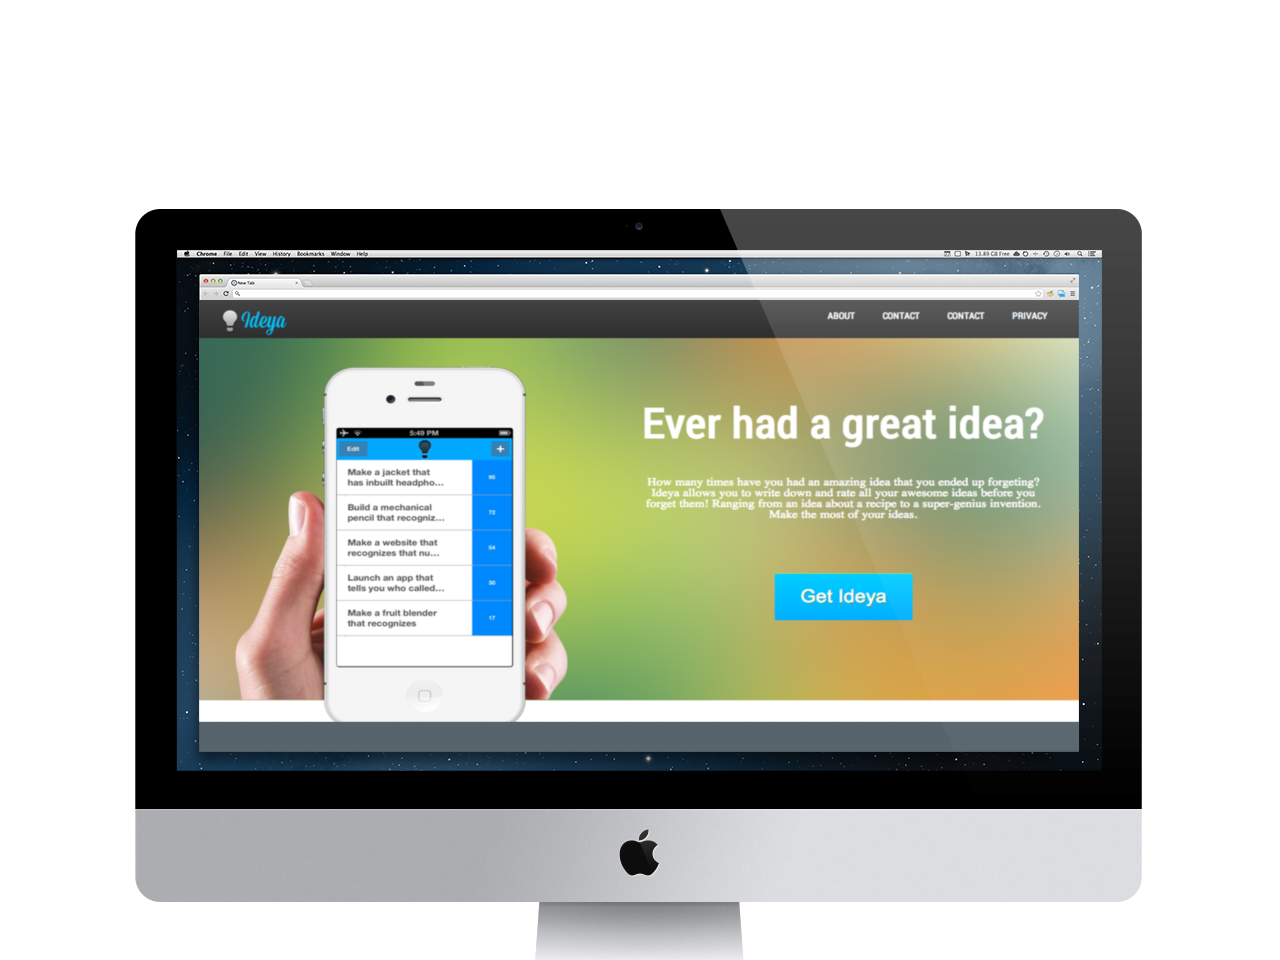 Chrome File Edit View History Bookmarks Window Help
13.89 GB Free
New Tab
Ideya
ABOUT CONTACT CONTACT PRIVACY
5:49 PM
Edit +
Make a jacket that
has inbuilt headpho... 95
Build a mechanical
pencil that recogniz... 72
Make a website that
recognizes that nu... 54
Launch an app that
tells you who called... 36
Make a fruit blender
that recognizes 17
Ever had a great idea?
How many times have you had an amazing idea that you ended up forgeting?
Ideya allows you to write down and rate all your awesome ideas before you
forget them! Ranging from an idea about a recipe to a super-genius invention.
Make the most of your ideas.
Get Ideya